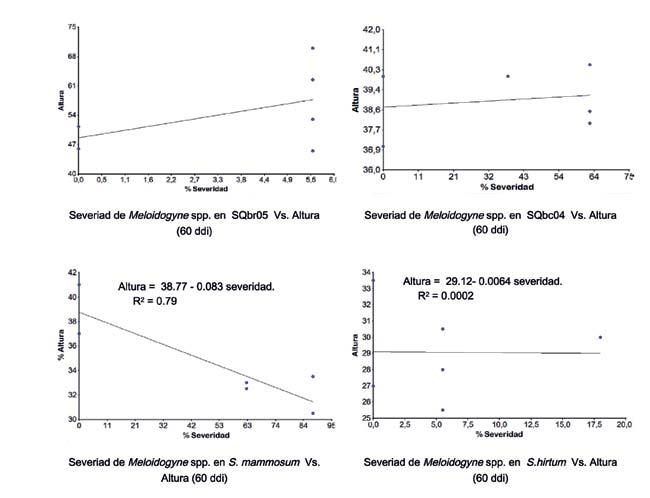 75
68
61
54
47
40
Altura
0,0 0,5 1,1 1,6 2,2 2,7 3,3 3,8 4,4 4,9 5,5 6,0
% Severidad
Severiad de Meloidogyne spp. en SQbr05 Vs. Altura
(60 ddi)
42,0
41,1
40,3
39,4
38,6
37,7
36,9
36,0
Altura
0 11 21 32 43 54 64 75
% Severidad
Severiad de Meloidogyne spp. en SQbc04 Vs. Altura
(60 ddi)
Altura = 38.77 - 0.083 severidad.
R² = 0.79
42
40
38
36
34
32
30
% Altura
0 16 32 47 63 79 95
% Severidad
Severiad de Meloidogyne spp. en S. mammosum Vs.
Altura (60 ddi)
Altura = 29.12- 0.0064 severidad.
R² = 0.0002
34
33
32
31
30
29
28
27
26
25
% Altura
0,0 2,5 5,0 7,5 10,0 12,5 15,0 17,5 20,0
% Severidad
Severiad de Meloidogyne spp. en S.hirtum Vs. Altura
(60 ddi)